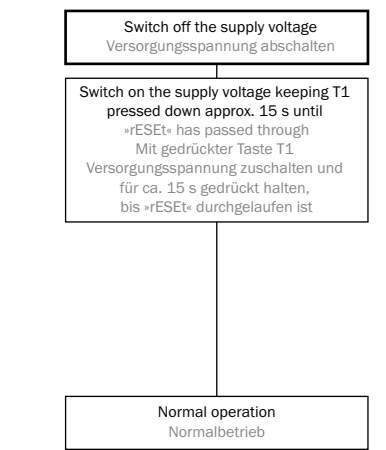 Switch off the supply voltage
Versorgungsspannung abschalten
Switch on the supply voltage keeping T1
pressed down approx. 15 s until
»rESEt« has passed through
Mit gedrückter Taste T1
Versorgungsspannung zuschalten und
für ca. 15 s gedrückt halten,
bis »rESEt« durchgelaufen ist
Normal operation
Normalbetrieb